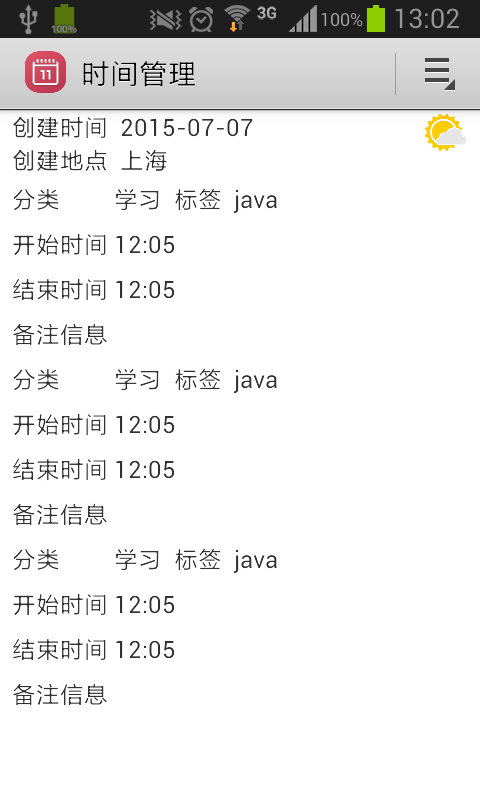 100%
3G
100%
13:02
11
时间管理
创建时间 2015-07-07
创建地点 上海
分类 学习 标签 java
开始时间 12:05
结束时间 12:05
备注信息
分类 学习 标签 java
开始时间 12:05
结束时间 12:05
备注信息
分类 学习 标签 java
开始时间 12:05
结束时间 12:05
备注信息